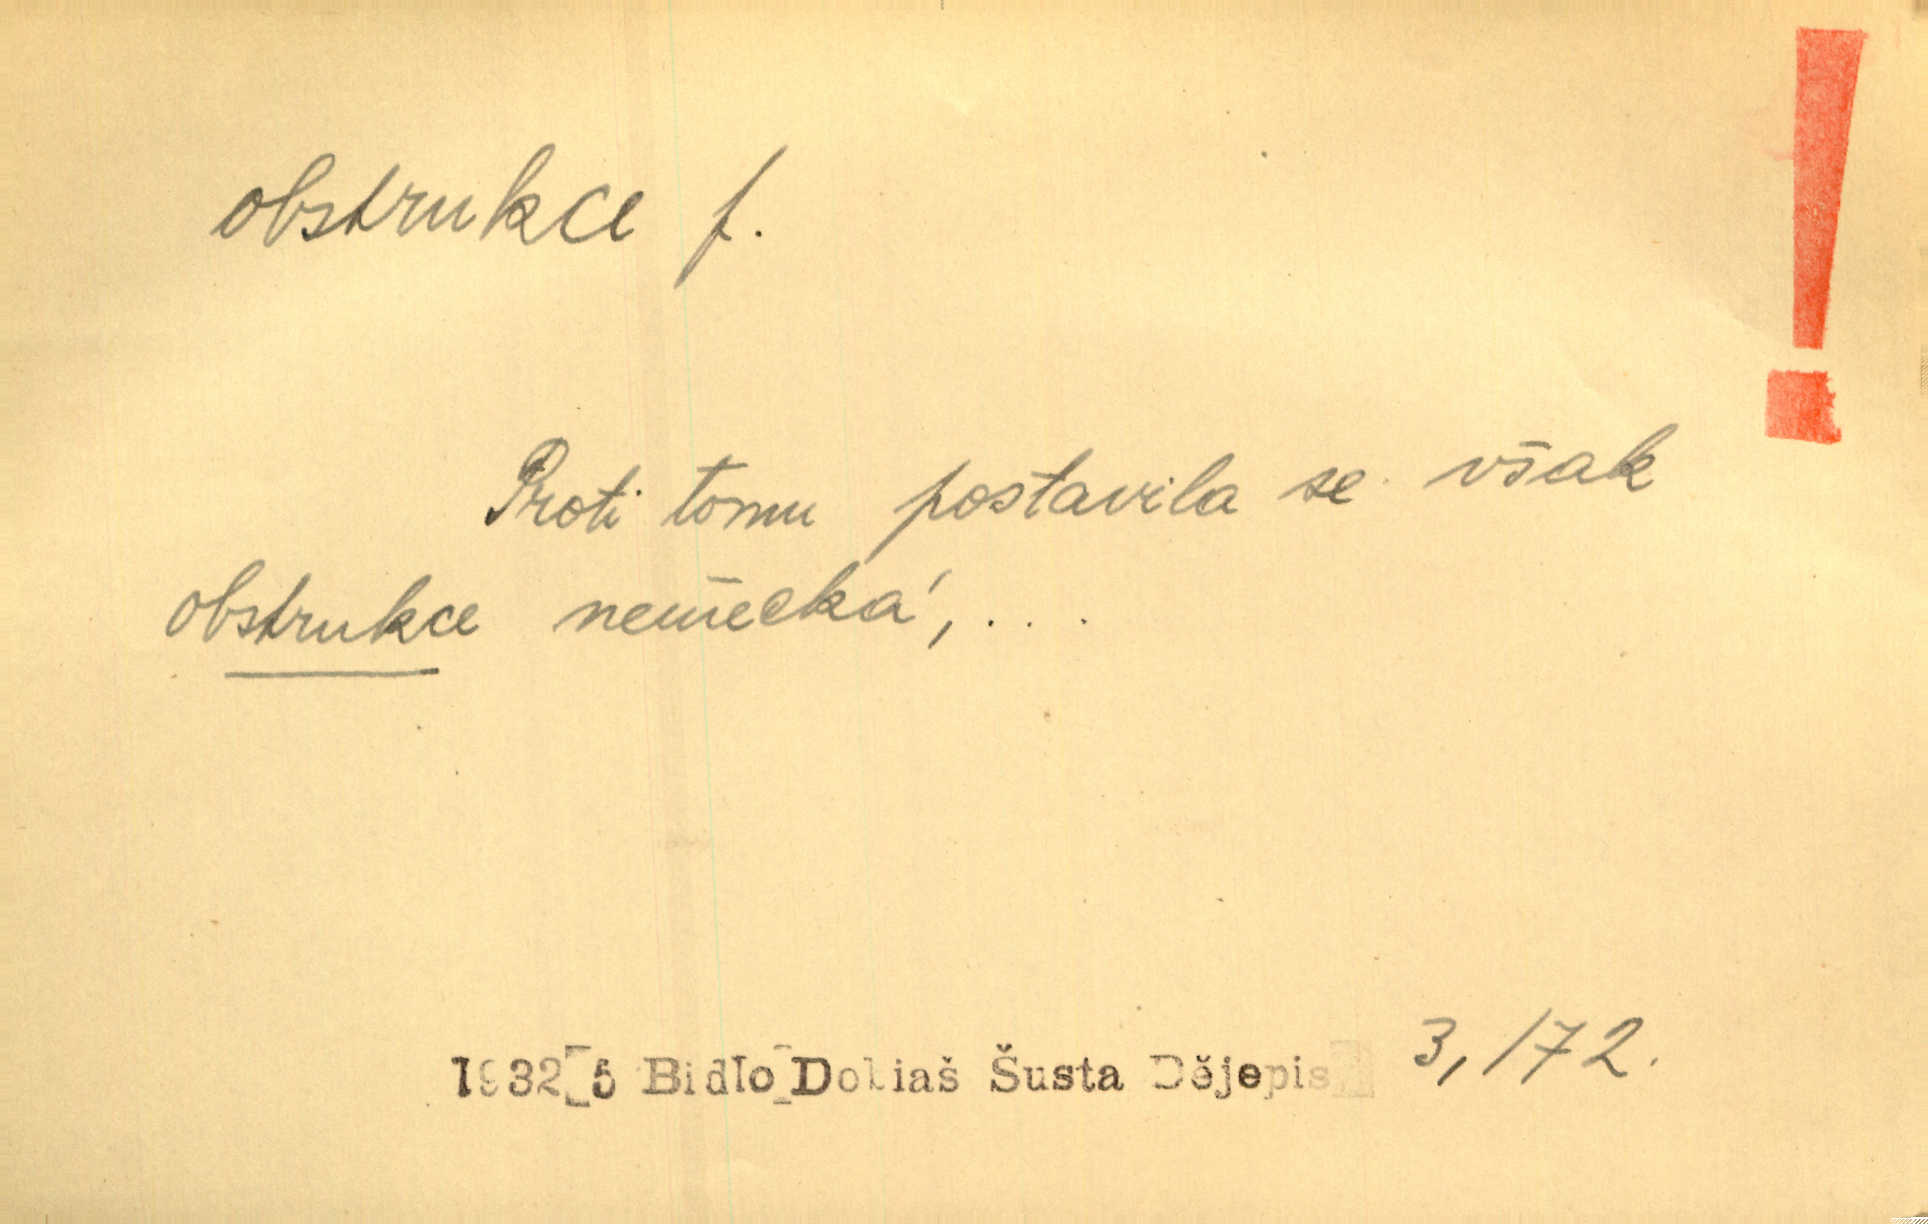 !
obstrukce f.
Proti tomu postavila se však
obstrukce německá, ...
1932 5 Bidlo Dobiaš Šusta Dějepis 3, 172.